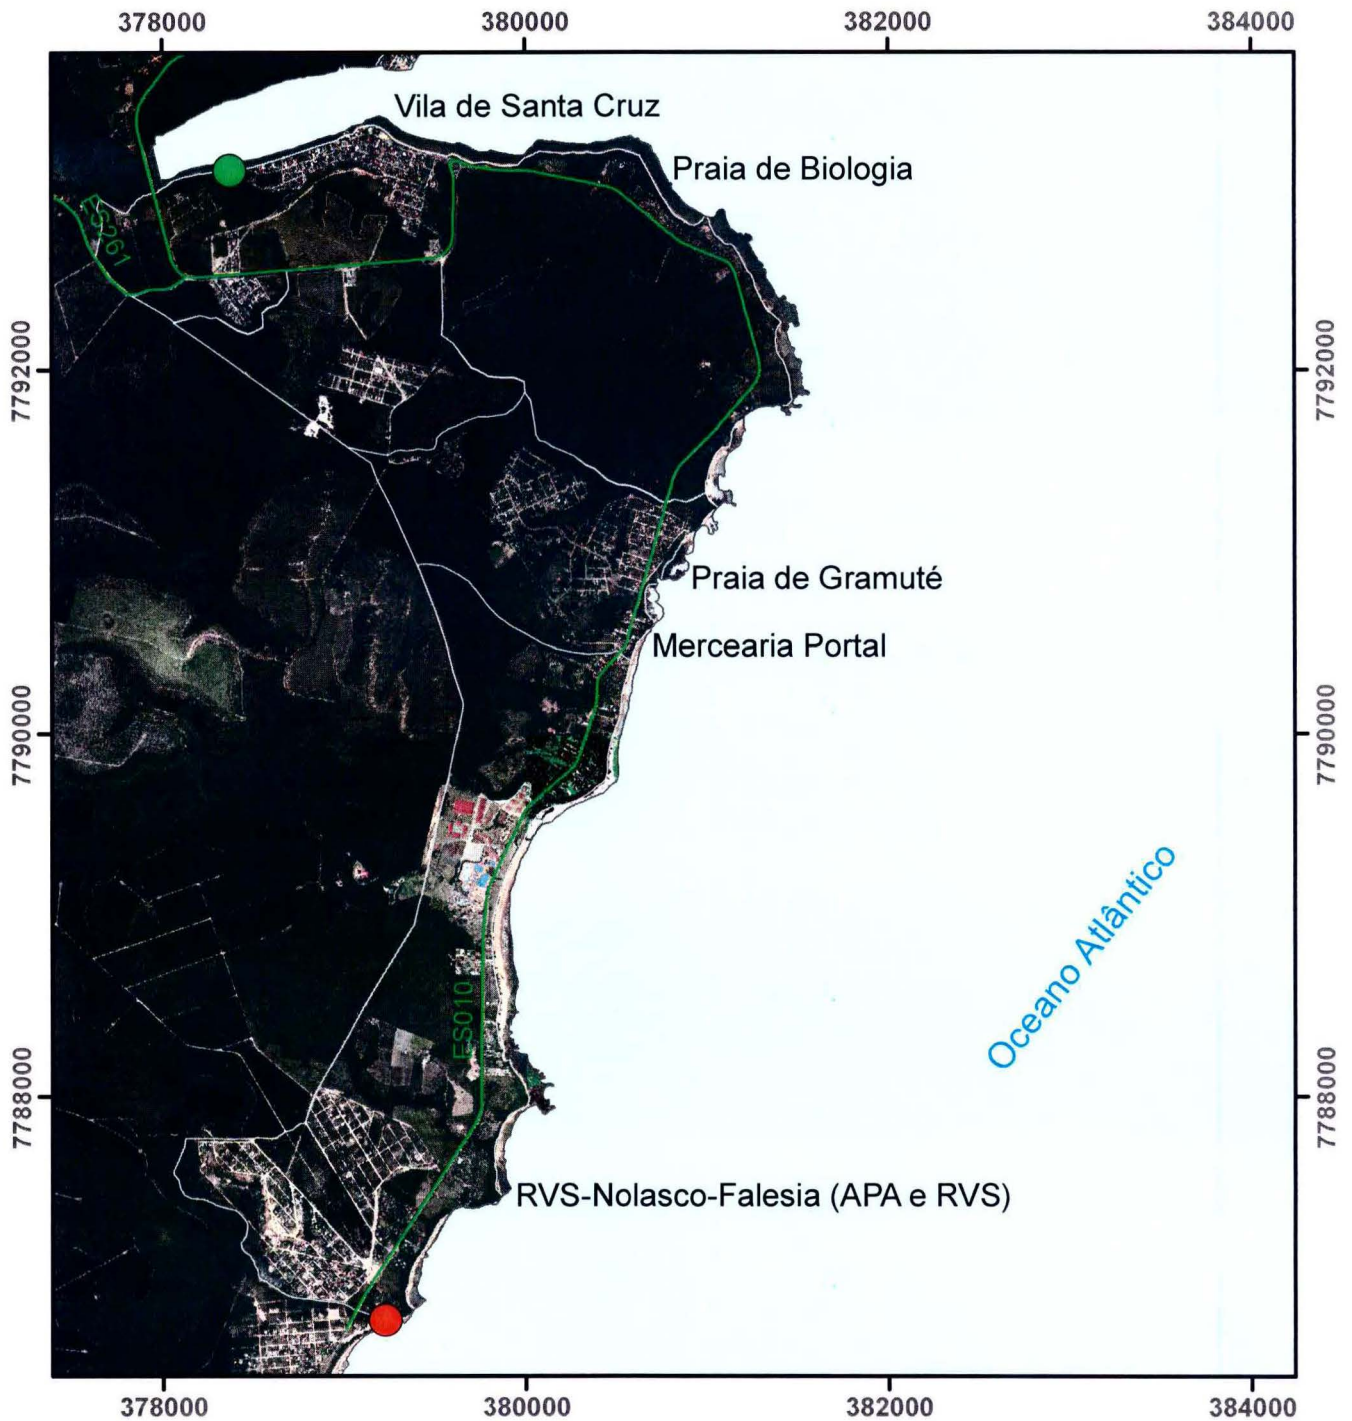 378000
380000
382000
384000
Vila de Santa Cruz
Praia de Biologia
ES261
7792000
7792000
Praia de Gramuté
Mercearia Portal
7790000
7790000
Oceano Atlântico
ES010
7788000
7788000
RVS-Nolasco-Falesia (APA e RVS)
378000
380000
382000
384000